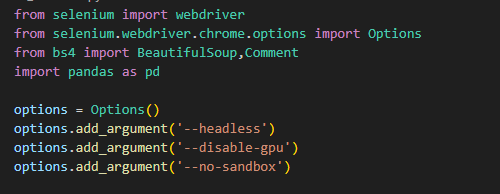 from selenium import webdriver
from selenium.webdriver.chrome.options import Options
from bs4 import BeautifulSoup,Comment
import pandas as pd
options = Options()
options.add_argument('--headless')
options.add_argument('--disable-gpu')
options.add_argument('--no-sandbox')